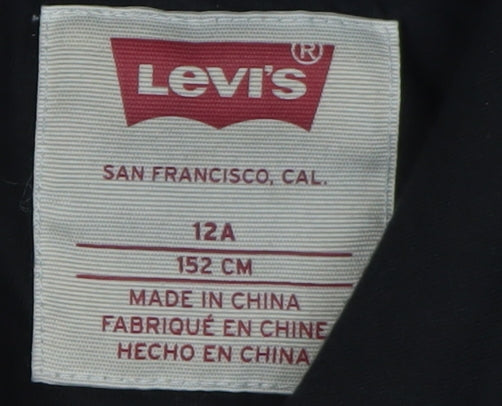 Levi's ®
SAN FRANCISCO, CAL.
12A
152 CM
MADE IN CHINA
FABRIQUÉ EN CHINE
HECHO EN CHINA